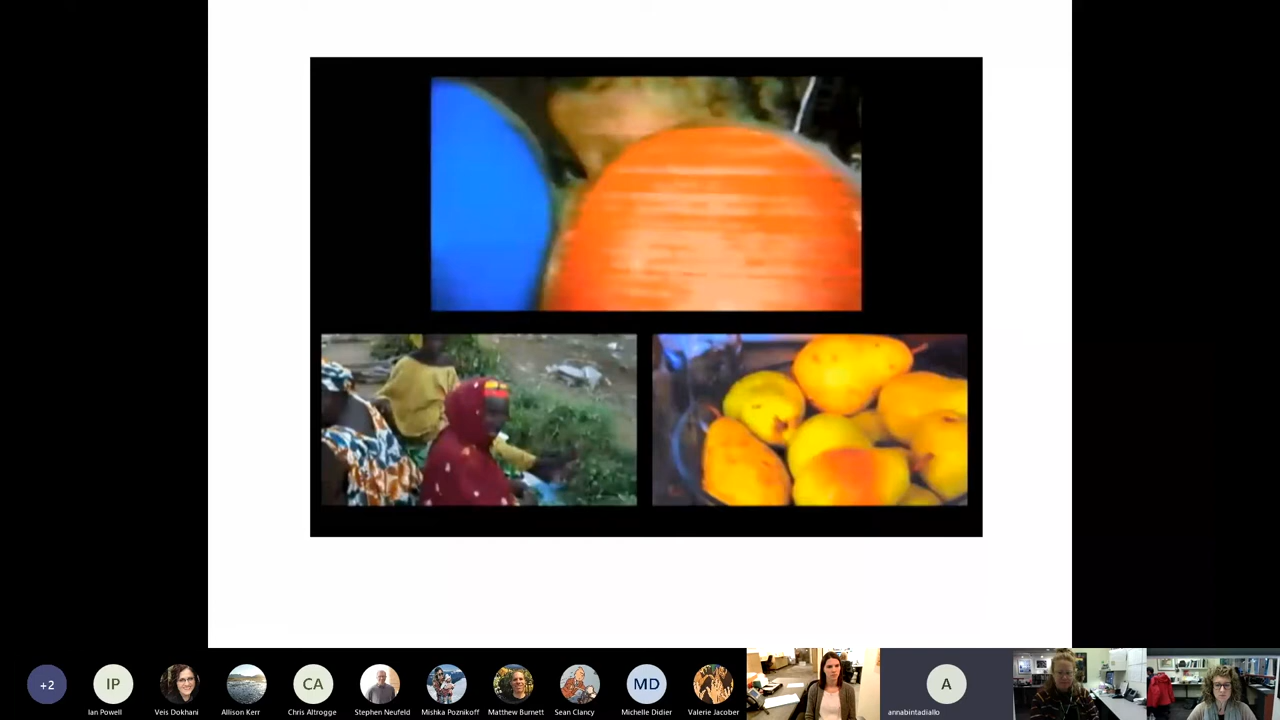 +2
IP
CA
MD
A
Ian Powell
Veis Dokhani
Allison Kerr
Chris Altrogge
Stephen Neufeld
Mishka Poznikoff
Matthew Burnett
Sean Clancy
Michelle Didier
Valerie Jacober
annabintadiallo